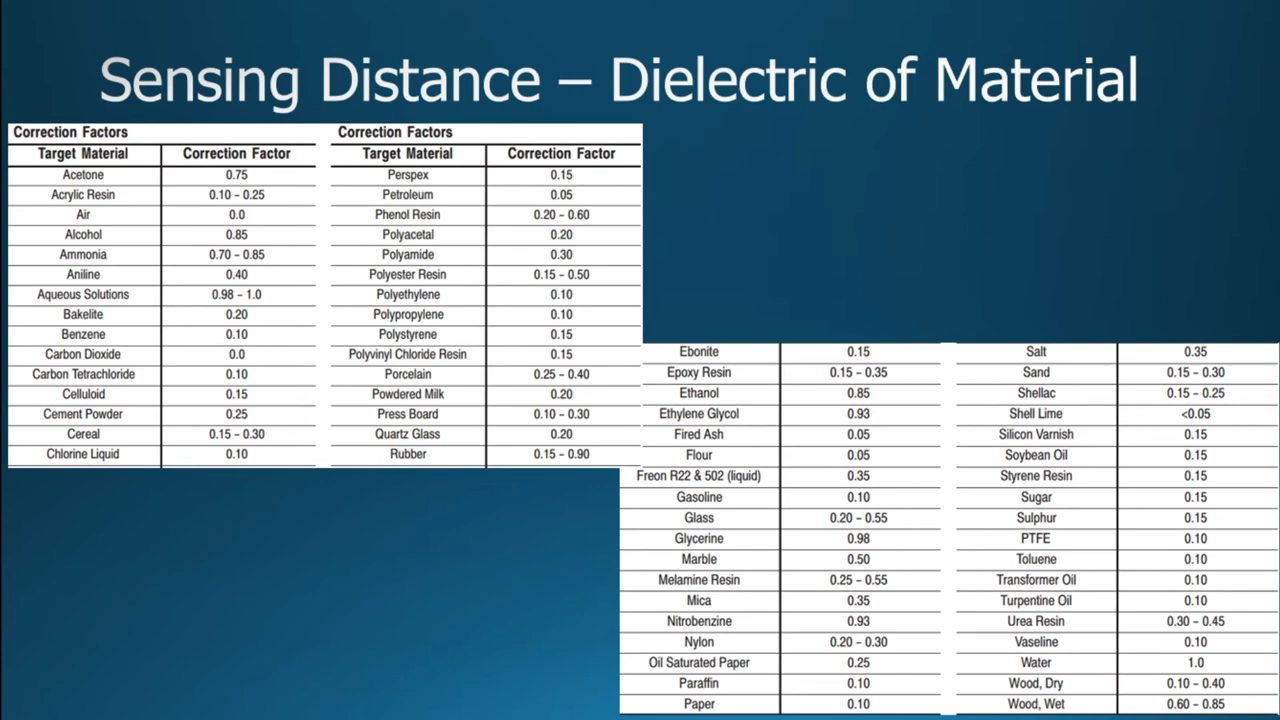 Sensing Distance – Dielectric of Material
Correction Factors
Target Material Correction Factor
Acetone 0.75
Acrylic Resin 0.10 – 0.25
Air 0.0
Alcohol 0.85
Ammonia 0.70 – 0.85
Aniline 0.40
Aqueous Solutions 0.98 – 1.0
Bakelite 0.20
Benzene 0.10
Carbon Dioxide 0.0
Carbon Tetrachloride 0.10
Celluloid 0.15
Cement Powder 0.25
Cereal 0.15 – 0.30
Chlorine Liquid 0.10
Correction Factors
Target Material Correction Factor
Perspex 0.15
Petroleum 0.05
Phenol Resin 0.20 – 0.60
Polyacetal 0.20
Polyamide 0.30
Polyester Resin 0.15 – 0.50
Polyethylene 0.10
Polypropylene 0.10
Polystyrene 0.15
Polyvinyl Chloride Resin 0.15
Porcelain 0.25 – 0.40
Powdered Milk 0.20
Press Board 0.10 – 0.30
Quartz Glass 0.20
Rubber 0.15 – 0.90
Ebonite 0.15
Epoxy Resin 0.15 – 0.35
Ethanol 0.85
Ethylene Glycol 0.93
Fired Ash 0.05
Flour 0.05
Freon R22 & 502 (liquid) 0.35
Gasoline 0.10
Glass 0.20 – 0.55
Glycerine 0.98
Marble 0.50
Melamine Resin 0.25 – 0.55
Mica 0.35
Nitrobenzene 0.93
Nylon 0.20 – 0.30
Oil Saturated Paper 0.25
Paraffin 0.10
Paper 0.10
Salt 0.35
Sand 0.15 – 0.30
Shellac 0.15 – 0.25
Shell Lime <0.05
Silicon Varnish 0.15
Soybean Oil 0.15
Styrene Resin 0.15
Sugar 0.15
Sulphur 0.15
PTFE 0.10
Toluene 0.10
Transformer Oil 0.10
Turpentine Oil 0.10
Urea Resin 0.30 – 0.45
Vaseline 0.10
Water 1.0
Wood, Dry 0.10 – 0.40
Wood, Wet 0.60 – 0.85